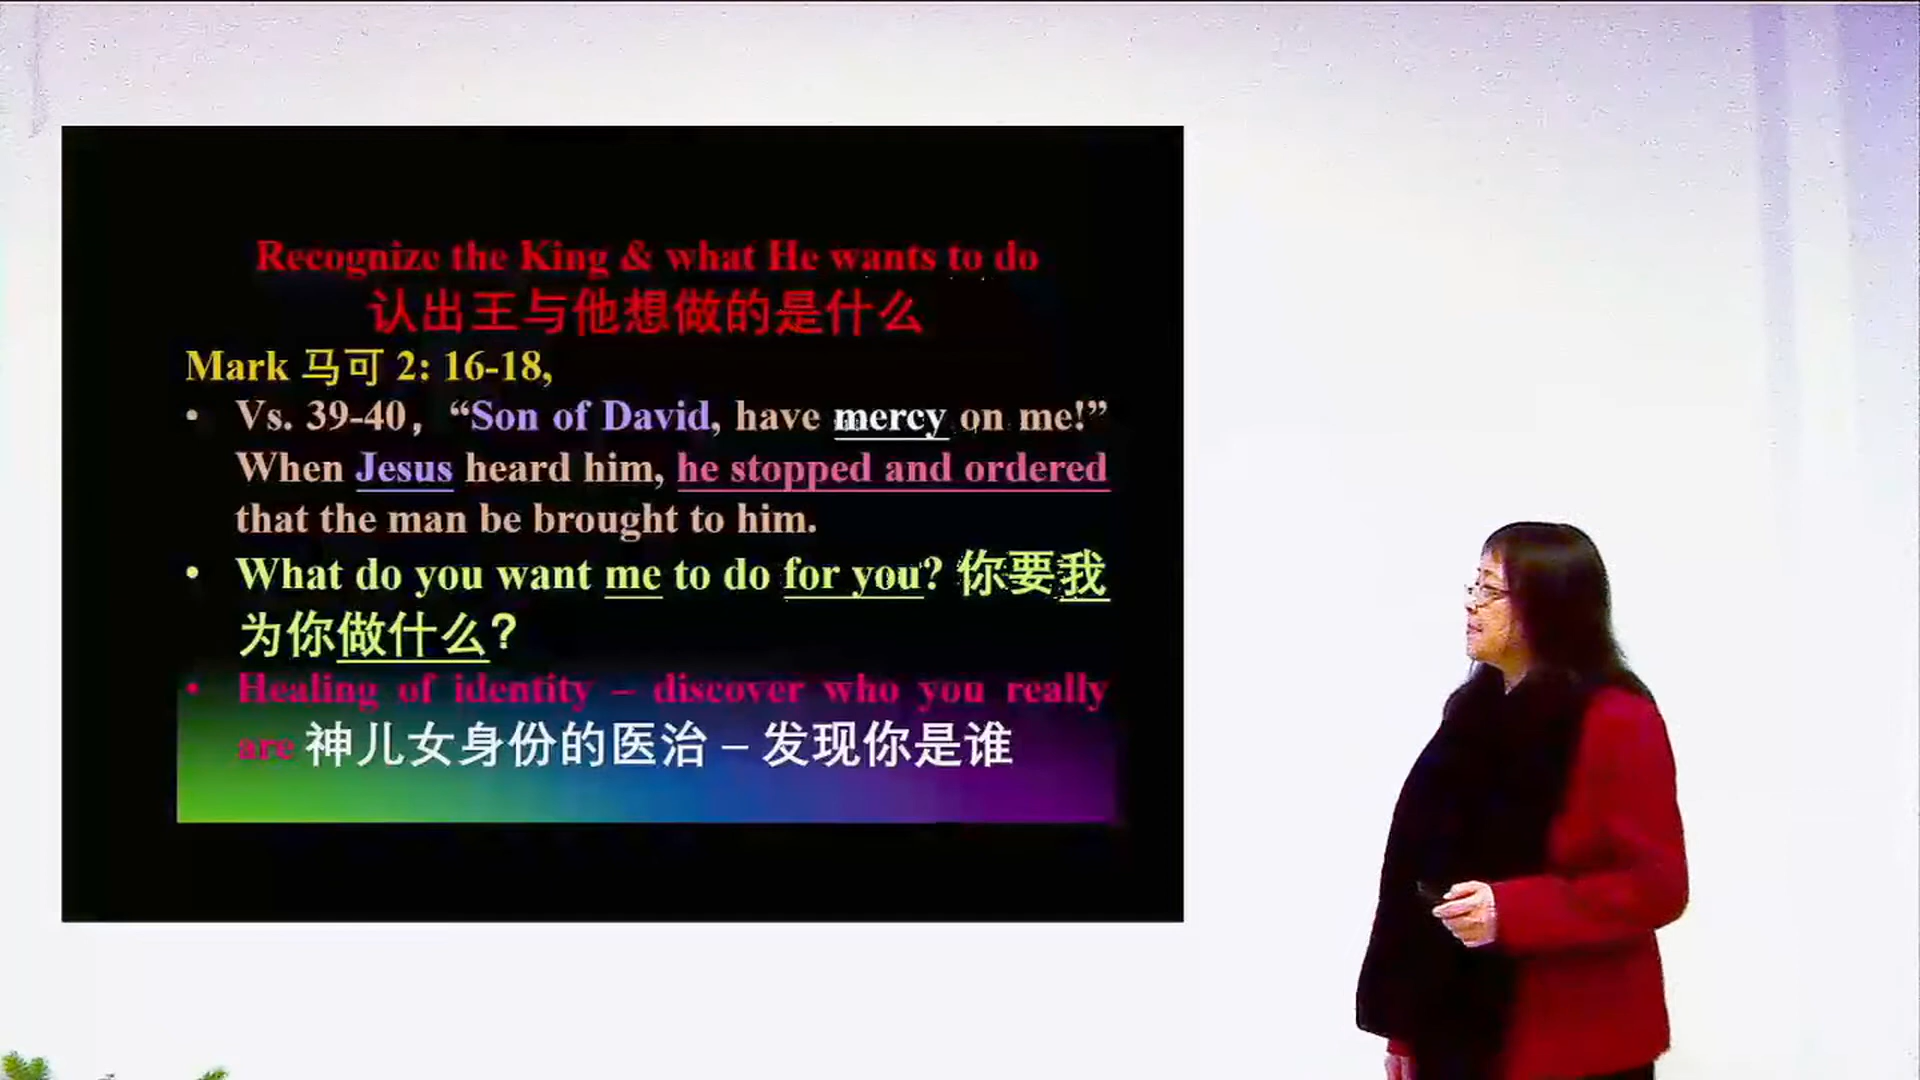 Recognize the King & what He wants to do
认出王与他想做的是什么
Mark 马可 2: 16-18,
• Vs. 39-40, “Son of David, have mercy on me!”
When Jesus heard him, he stopped and ordered
that the man be brought to him.
• What do you want me to do for you? 你要我
为你做什么?
• Healing of identity – discover who you really
are 神儿女身份的医治 – 发现你是谁